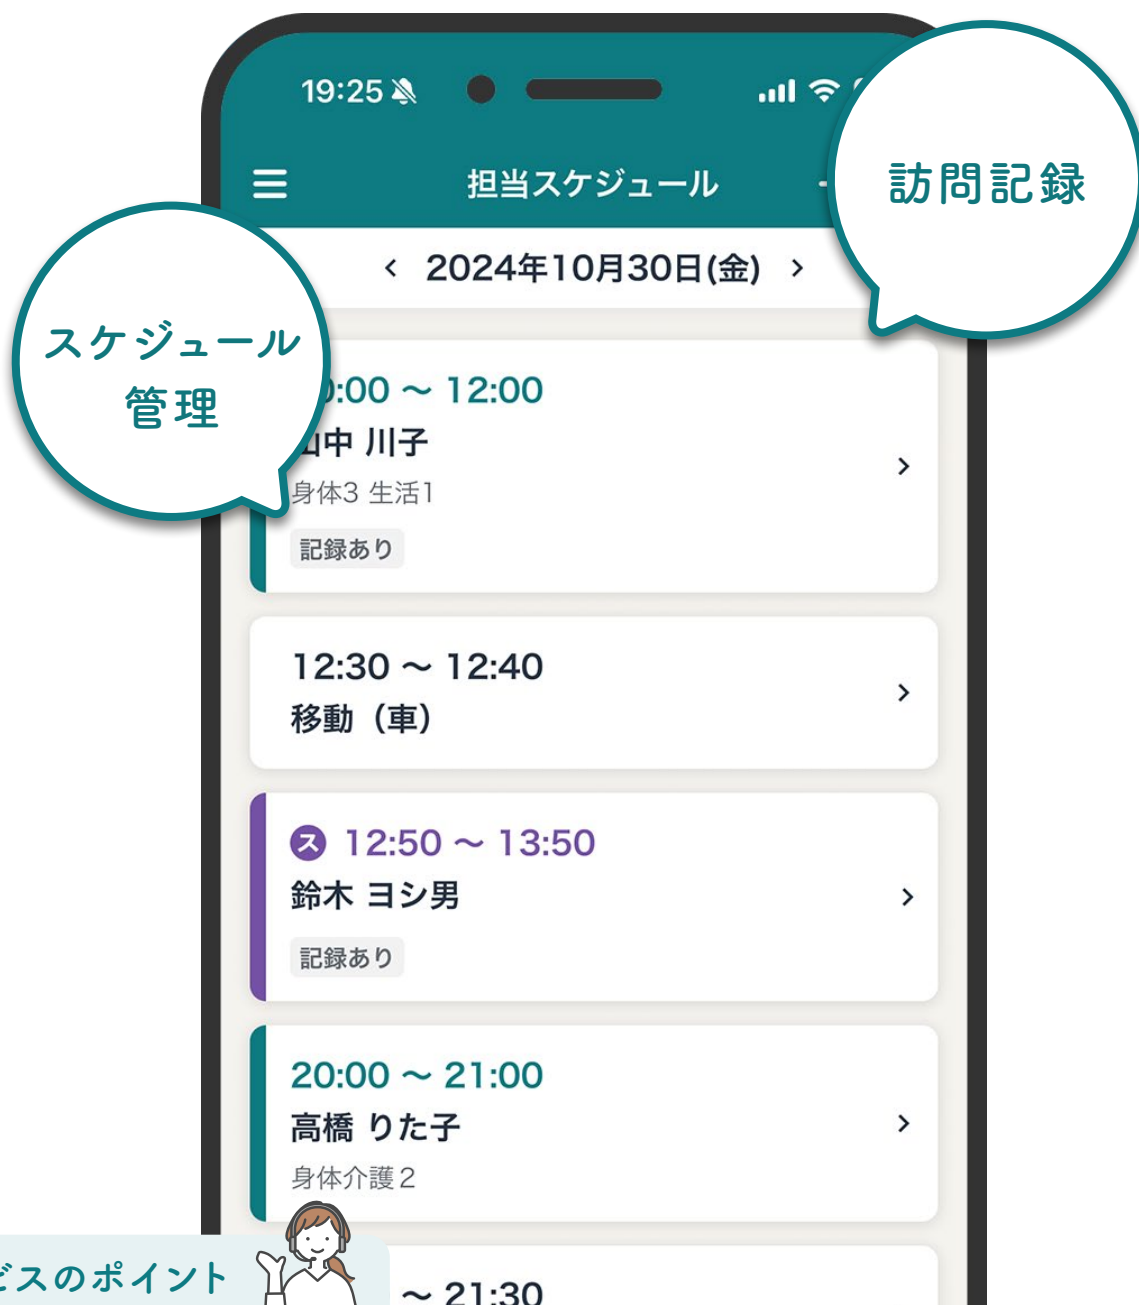 19:25
訪問記録
担当スケジュール
2024年10月30日(金)
スケジュール
管理
:00 ～ 12:00
中 川子
身体3 生活1
記録あり
12:30 ～ 12:40
移動（車）
ス 12:50 ～ 13:50
鈴木 ヨシ男
記録あり
20:00 ～ 21:00
高橋 りた子
身体介護２
ビスのポイント
～ 21:30